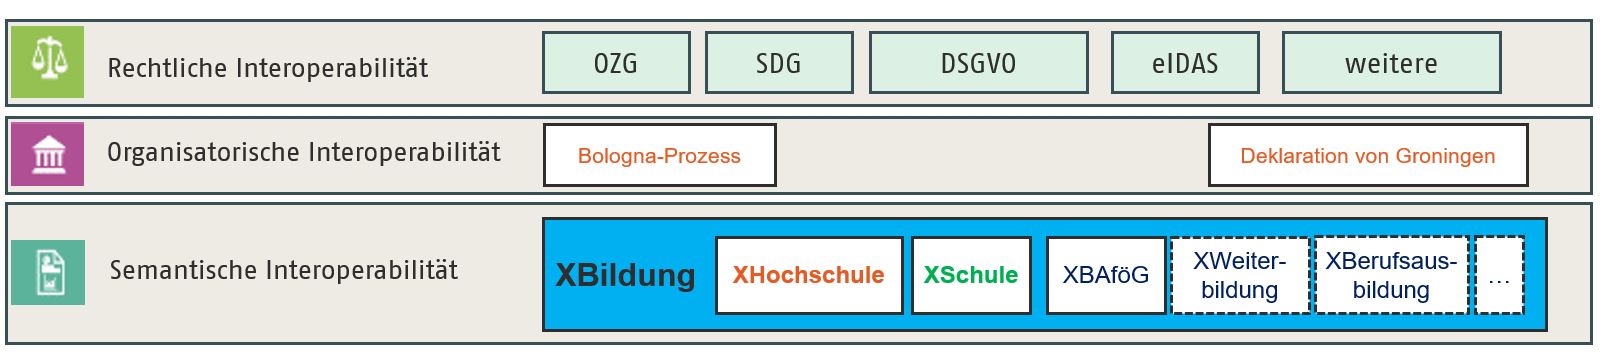 Rechtliche Interoperabilität
OZG
SDG
DSGVO
eIDAS
weitere
Organisatorische Interoperabilität
Bologna-Prozess
Deklaration von Groningen
Semantische Interoperabilität
XBildung
XHochschule
XSchule
XBAföG
XWeiter-
bildung
XBerufsaus-
bildung
...